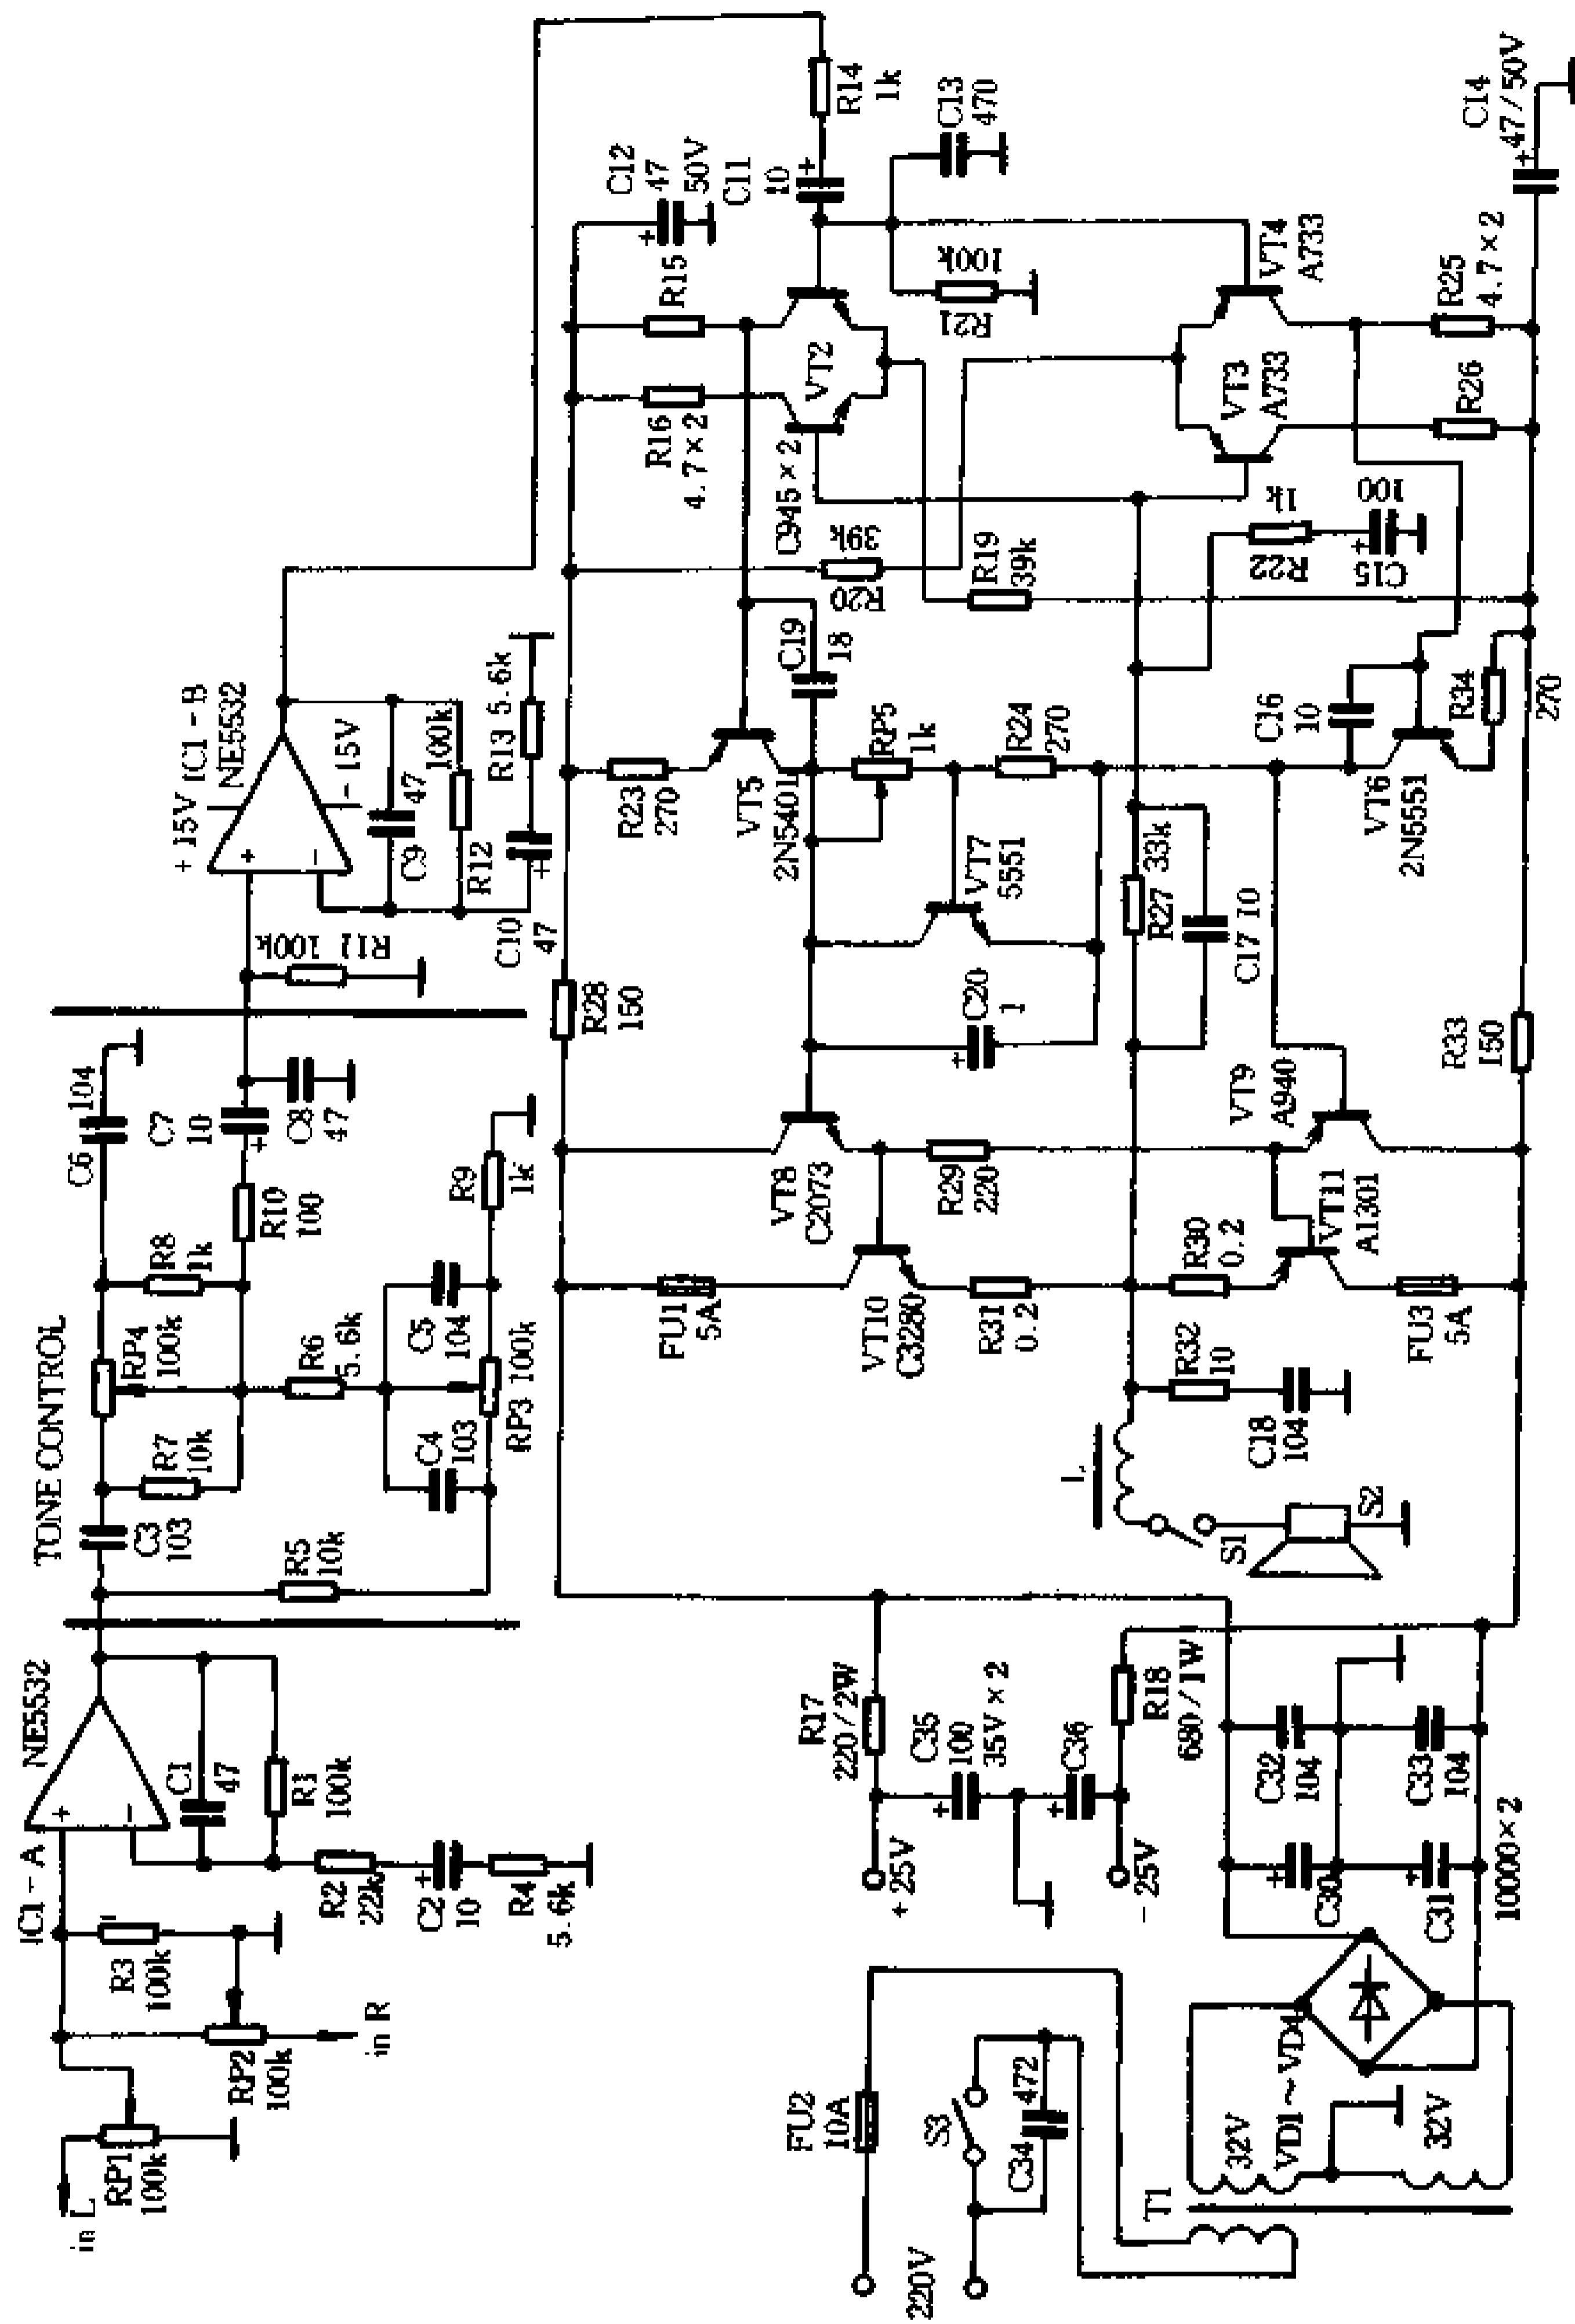 in L
RP1
100k
in R
RP2
100k
R3
100k
IC1-A
NE5532
C1
47
R1
100k
R2
22k
C2
+
10
R4
5.6k
+
-
TONE CONTROL
C3
103
R5
10k
R7
10k
RP4
100k
R8
1k
C6
104
R6
5.6k
C4
103
C5
104
RP3 100k
R9
1k
R10
100
C7
10
+
C8
47
R11 100k
+15V IC1-B
NE5532
-15V
+
-
C9
47
R12
100k
R13 5.6k
C10
47
+
R14
1k
C11
10
+
C12
47
50V
+
C13
470
R21
100k
R15
R16
4.7×2
C945×2
VT2
VT3
A733
VT4
A733
R20
39k
R19
39k
R22
1k
C15
100
+
R25
4.7×2
R26
C14
47/50V
+
R28
150
R23
270
VT5
2N5401
C19
18
RP5
1k
R24
270
VT7
5551
C20
1
+
C16
10
VT6
2N5551
R34
270
R27 33k
C17 10
R33
150
VT8
C2073
VT9
A940
R29
220
FU1
5A
VT10
C3280
R31
0.2
R30
0.2
VT11
A1301
FU3
5A
R32
10
C18
104
L
S1
S2
R17
220/2W
C35
100
35V×2
+
C36
+
R18
680/1W
+25V
-25V
C32
104
C33
104
C30
+
C31
+
10000×2
FU2
10A
S3
C34
472
220V
T1
32V
32V
VD1~VD4